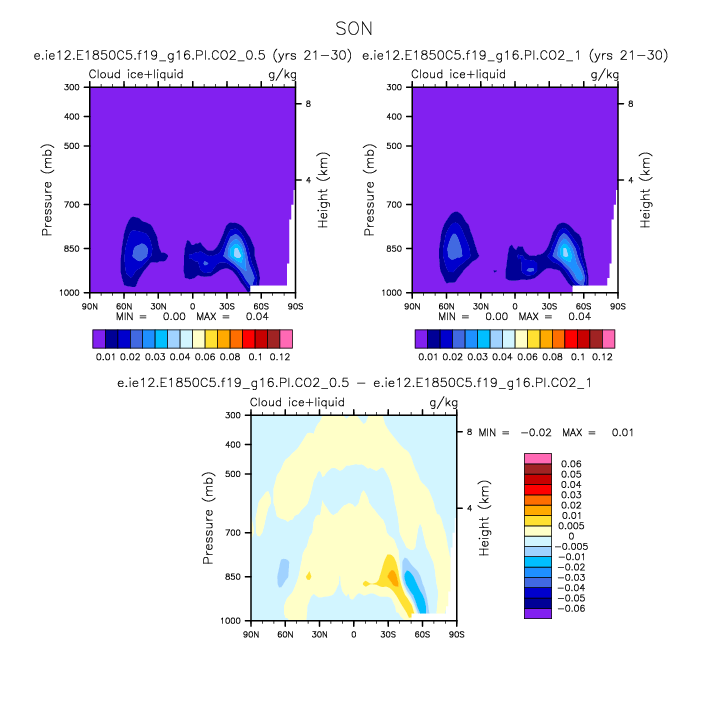 SON
e.ie12.E1850C5.f19_g16.PI.CO2_0.5 (yrs 21−30) e.ie12.E1850C5.f19_g16.PI.CO2_1 (yrs 21−30)
Cloud ice+liquid g/kg Cloud ice+liquid g/kg
300
400
500
700
850
1000
Pressure (mb)
8
4
Height (km)
90N 60N 30N 0 30S 60S 90S
MIN = 0.00 MAX = 0.04
0.01 0.02 0.03 0.04 0.06 0.08 0.1 0.12
300
400
500
700
850
1000
Pressure (mb)
8
4
Height (km)
90N 60N 30N 0 30S 60S 90S
MIN = 0.00 MAX = 0.04
0.01 0.02 0.03 0.04 0.06 0.08 0.1 0.12
e.ie12.E1850C5.f19_g16.PI.CO2_0.5 − e.ie12.E1850C5.f19_g16.PI.CO2_1
Cloud ice+liquid g/kg
300
400
500
700
850
1000
Pressure (mb)
8
4
Height (km)
90N 60N 30N 0 30S 60S 90S
MIN = −0.02 MAX = 0.01
0.06
0.05
0.04
0.03
0.02
0.01
0.005
0
−0.005
−0.01
−0.02
−0.03
−0.04
−0.05
−0.06